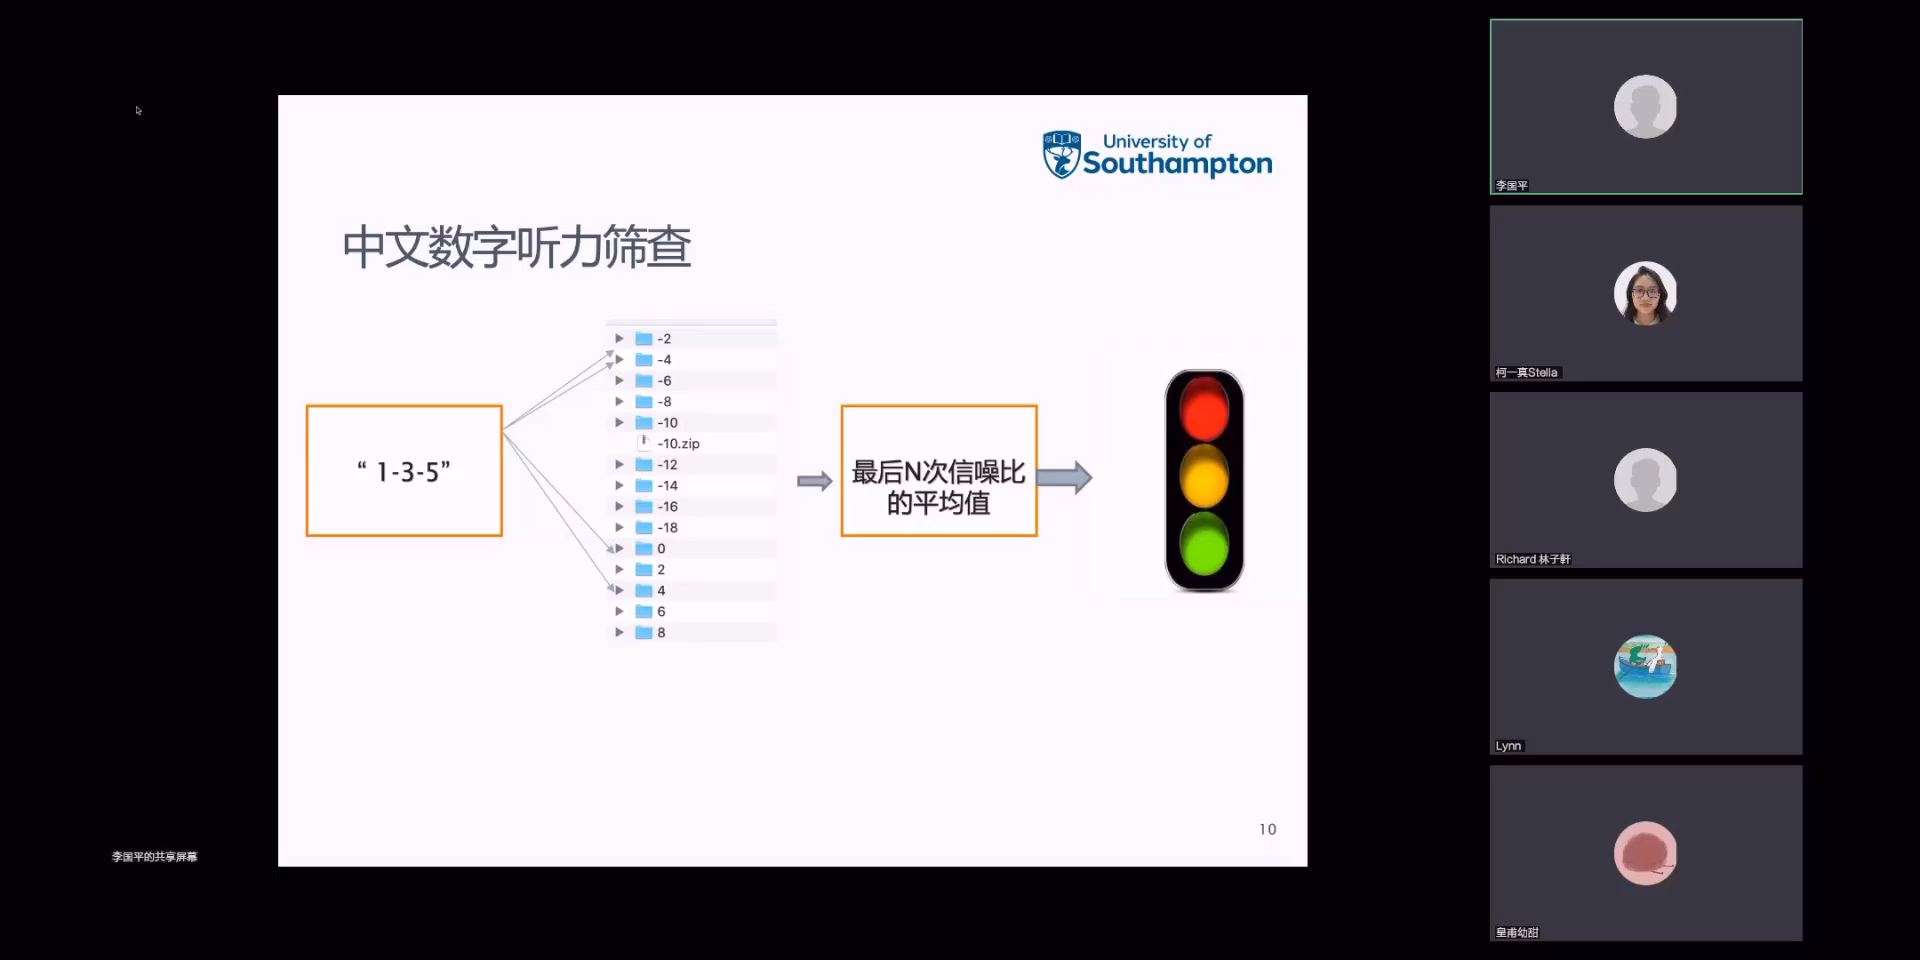 University of
Southampton
中文数字听力筛查
“ 1-3-5”
-2
-4
-6
-8
-10
-10.zip
-12
-14
-16
-18
0
2
4
6
8
最后N次信噪比
的平均值
10
李国平的共享屏幕
李国平
柯一真Stella
Richard 林子軒
Lynn
皇甫幼甜